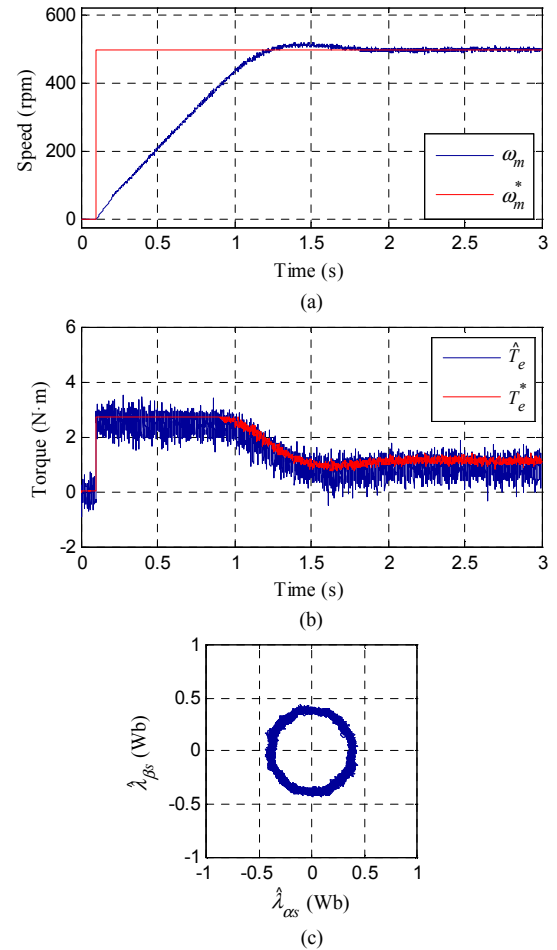 600
400
200
0
Speed (rpm)
ω_m
ω_m^*
0 0.5 1 1.5 2 2.5 3
Time (s)
(a)
6
4
2
0
-2
Torque (N·m)
T̂_e
T_e^*
0 0.5 1 1.5 2 2.5 3
Time (s)
(b)
1
0.5
0
-0.5
-1
λ̂_βs (Wb)
-1 -0.5 0 0.5 1
λ̂_αs (Wb)
(c)